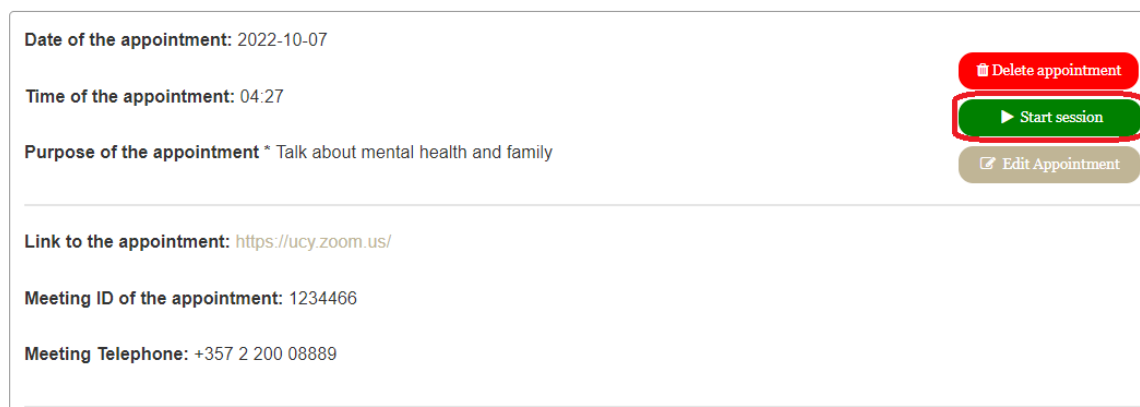 Date of the appointment: 2022-10-07
Delete appointment
Time of the appointment: 04:27
Start session
Purpose of the appointment * Talk about mental health and family
Edit Appointment
Link to the appointment: https://ucy.zoom.us/
Meeting ID of the appointment: 1234466
Meeting Telephone: +357 2 200 08889